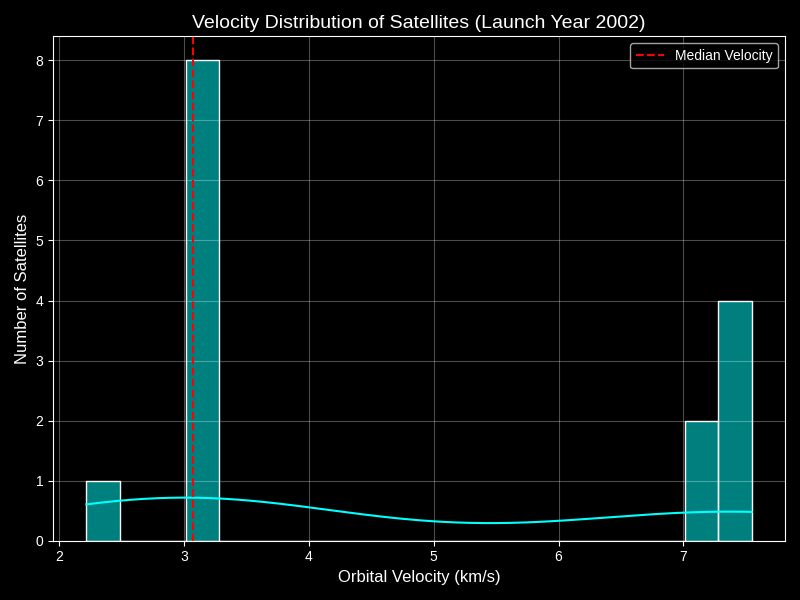 Velocity Distribution of Satellites (Launch Year 2002)
Median Velocity
Number of Satellites
8
7
6
5
4
3
2
1
0
2 3 4 5 6 7
Orbital Velocity (km/s)